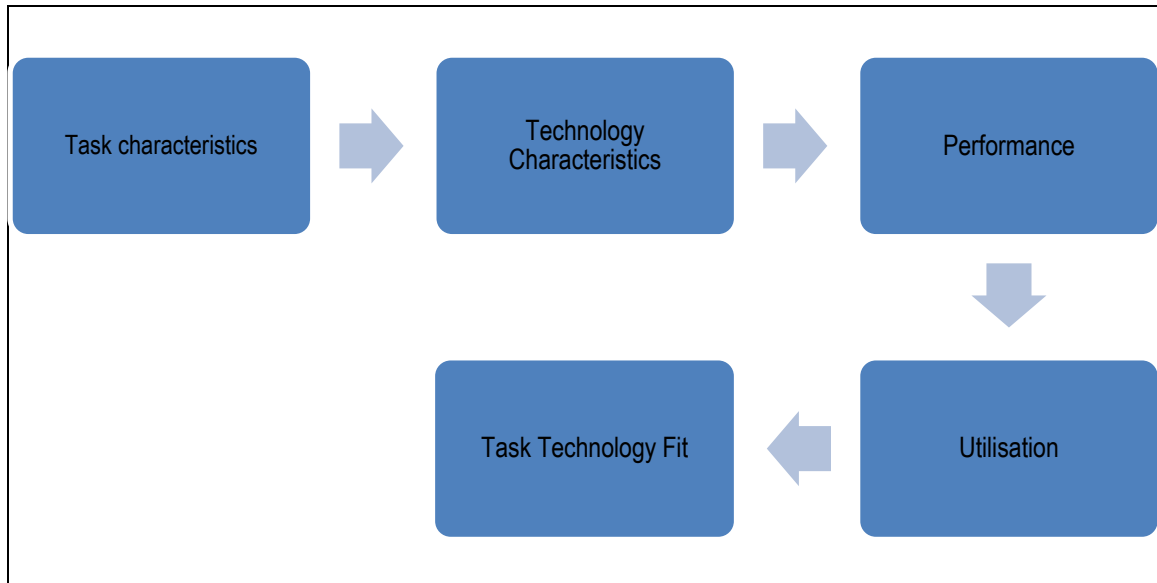 Task characteristics
Technology
Characteristics
Performance
Utilisation
Task Technology Fit